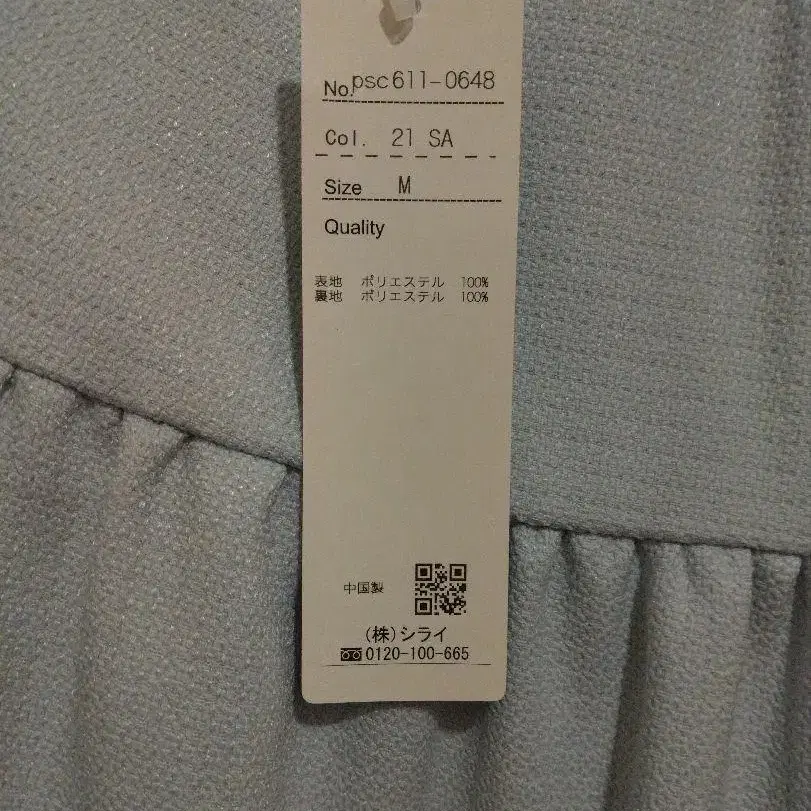 No. psc611-0648
Col. 21 SA
Size M
Quality
表地 ポリエステル 100%
裏地 ポリエステル 100%
中国製
(株)シライ
0120-100-665